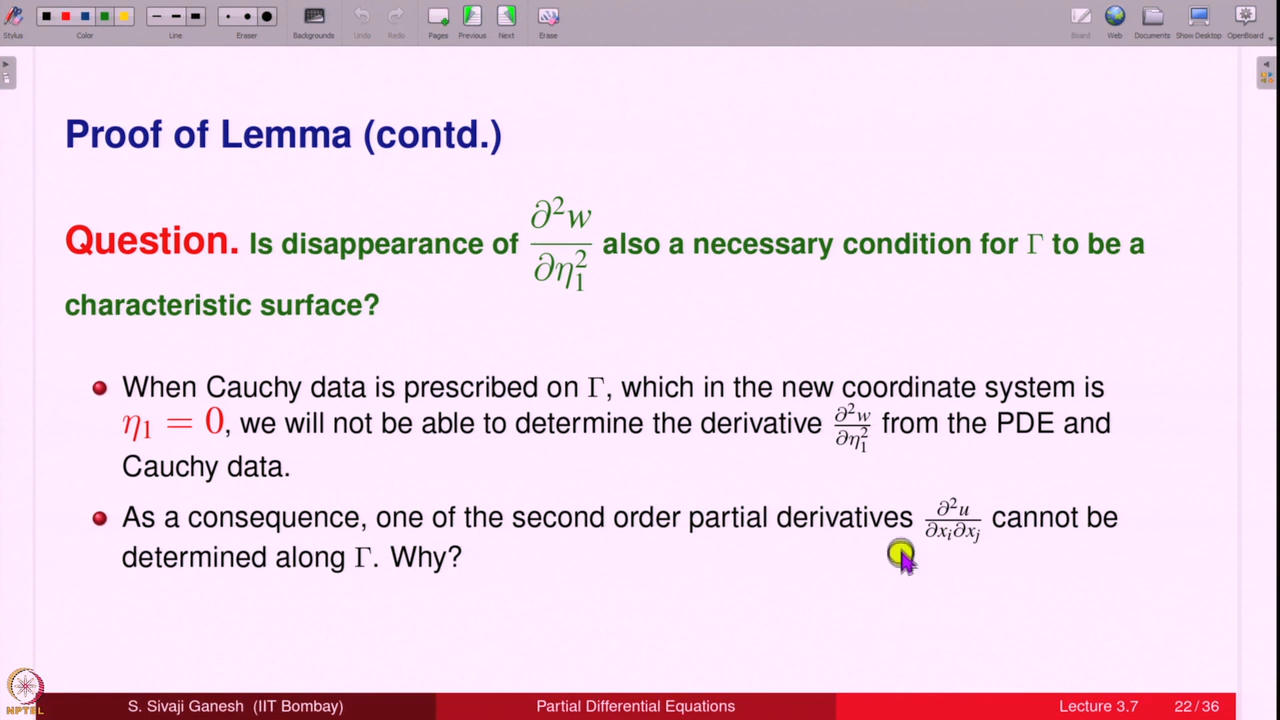 Stylus Color Line Eraser Backgrounds Undo Redo Pages Previous Next Erase Board Web Documents Show Desktop OpenBoard
Proof of Lemma (contd.)
Question. Is disappearance of ∂²w/∂η₁² also a necessary condition for Γ to be a
characteristic surface?
When Cauchy data is prescribed on Γ, which in the new coordinate system is
η₁ = 0, we will not be able to determine the derivative ∂²w/∂η₁² from the PDE and
Cauchy data.
As a consequence, one of the second order partial derivatives ∂²u/∂xᵢ∂xⱼ cannot be
determined along Γ. Why?
NPTEL
S. Sivaji Ganesh (IIT Bombay) Partial Differential Equations Lecture 3.7 22 / 36